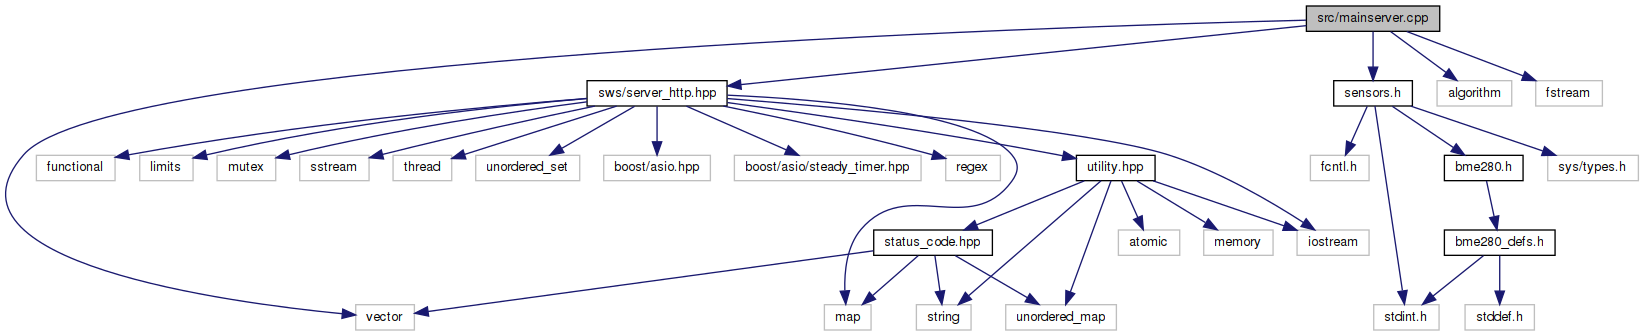 src/mainserver.cpp
sws/server_http.hpp
sensors.h
algorithm
fstream
functional
limits
mutex
sstream
thread
unordered_set
boost/asio.hpp
boost/asio/steady_timer.hpp
regex
utility.hpp
fcntl.h
bme280.h
sys/types.h
status_code.hpp
atomic
memory
iostream
bme280_defs.h
vector
map
string
unordered_map
stdint.h
stddef.h